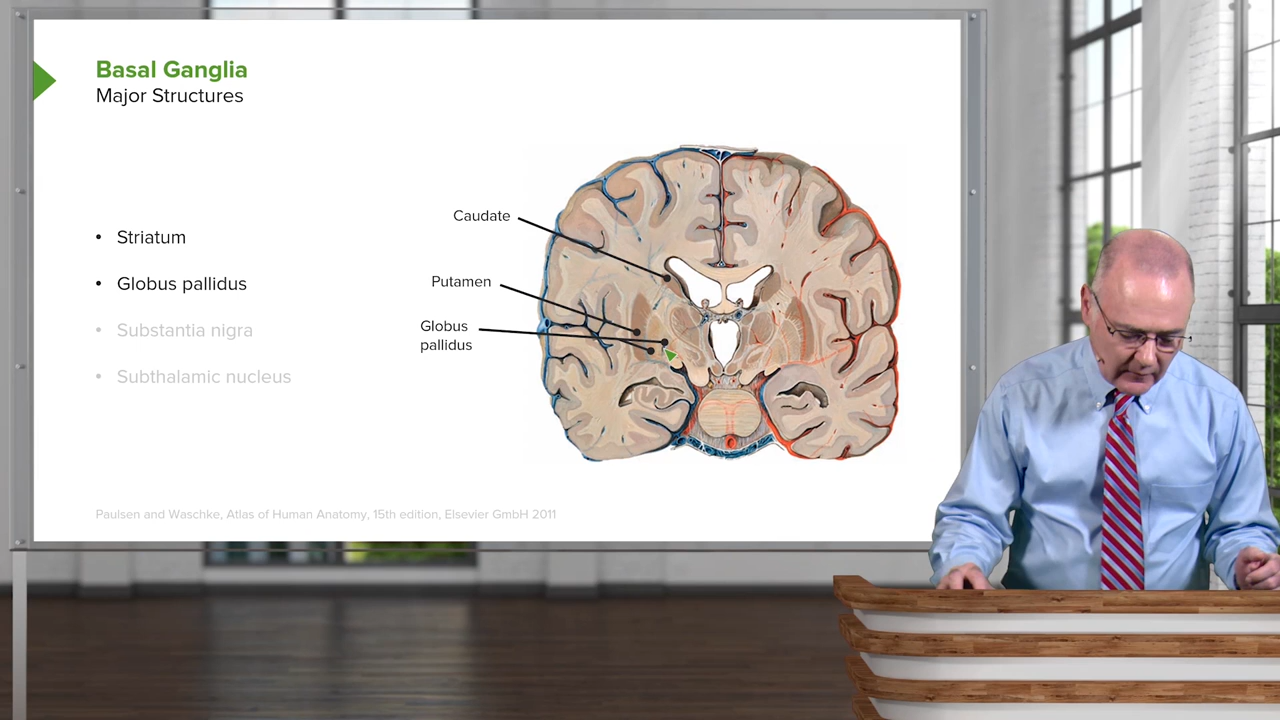 Basal Ganglia
Major Structures
• Striatum
• Globus pallidus
• Substantia nigra
• Subthalamic nucleus
Caudate
Putamen
Globus
pallidus
Paulsen and Waschke, Atlas of Human Anatomy, 15th edition, Elsevier GmbH 2011